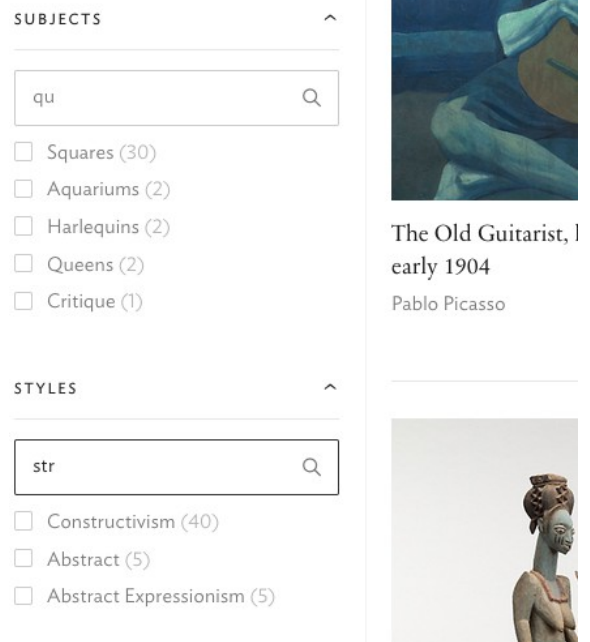 SUBJECTS
qu
Squares (30)
Aquariums (2)
Harlequins (2)
Queens (2)
Critique (1)
STYLES
str
Constructivism (40)
Abstract (5)
Abstract Expressionism (5)
The Old Guitarist,
early 1904
Pablo Picasso